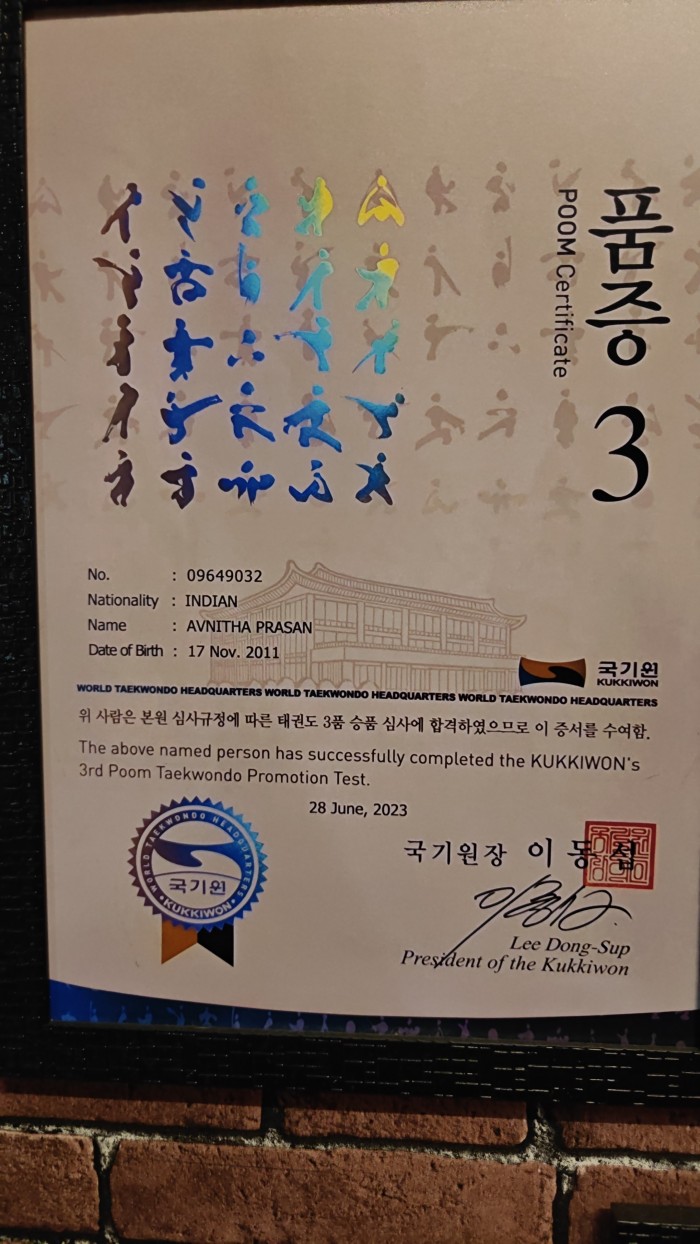 품증 3
POOM Certificate
No. : 09649032
Nationality : INDIAN
Name : AVNITHA PRASAN
Date of Birth : 17 Nov. 2011
국기원
KUKKIWON
WORLD TAEKWONDO HEADQUARTERS WORLD TAEKWONDO HEADQUARTERS WORLD TAEKWONDO HEADQUARTERS
위 사람은 본원 심사규정에 따른 태권도 3품 승품 심사에 합격하였으므로 이 증서를 수여함.
The above named person has successfully completed the KUKKIWON's
3rd Poom Taekwondo Promotion Test.
28 June, 2023
WORLD TAEKWONDO HEADQUARTERS
국기원
KUKKIWON
국기원장 이동섭
Lee Dong-Sup
President of the Kukkiwon